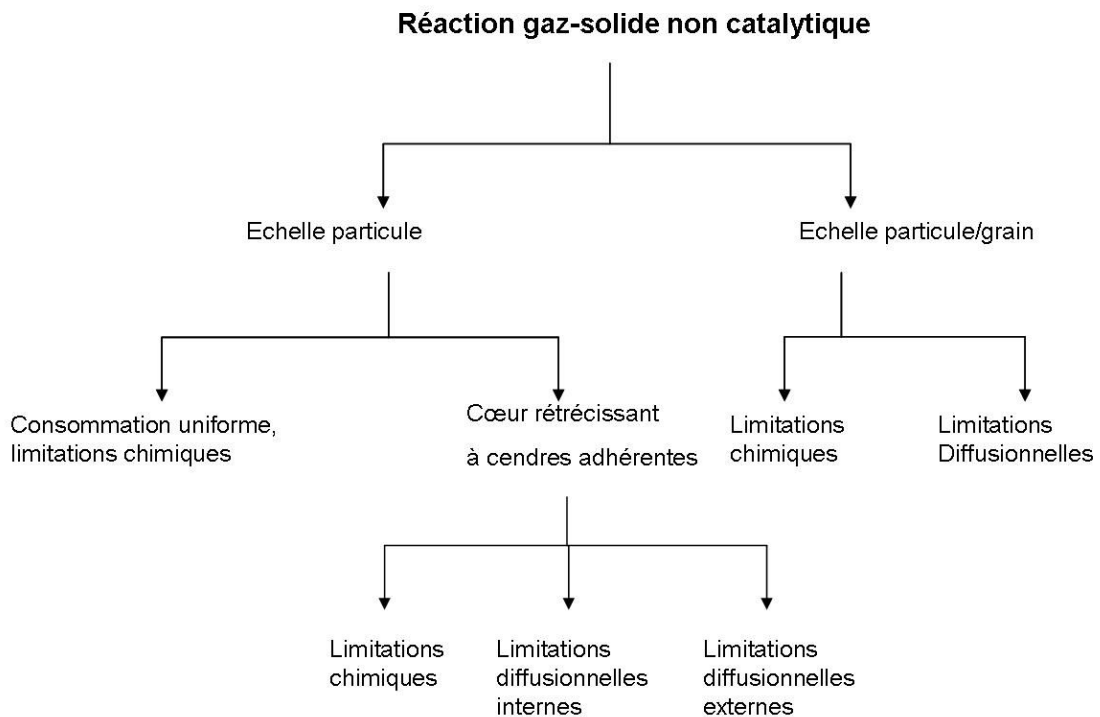 Réaction gaz-solide non catalytique
Echelle particule
Echelle particule/grain
Consommation uniforme,
limitations chimiques
Cœur rétrécissant
à cendres adhérentes
Limitations
chimiques
Limitations
Diffusionnelles
Limitations
chimiques
Limitations
diffusionnelles
internes
Limitations
diffusionnelles
externes